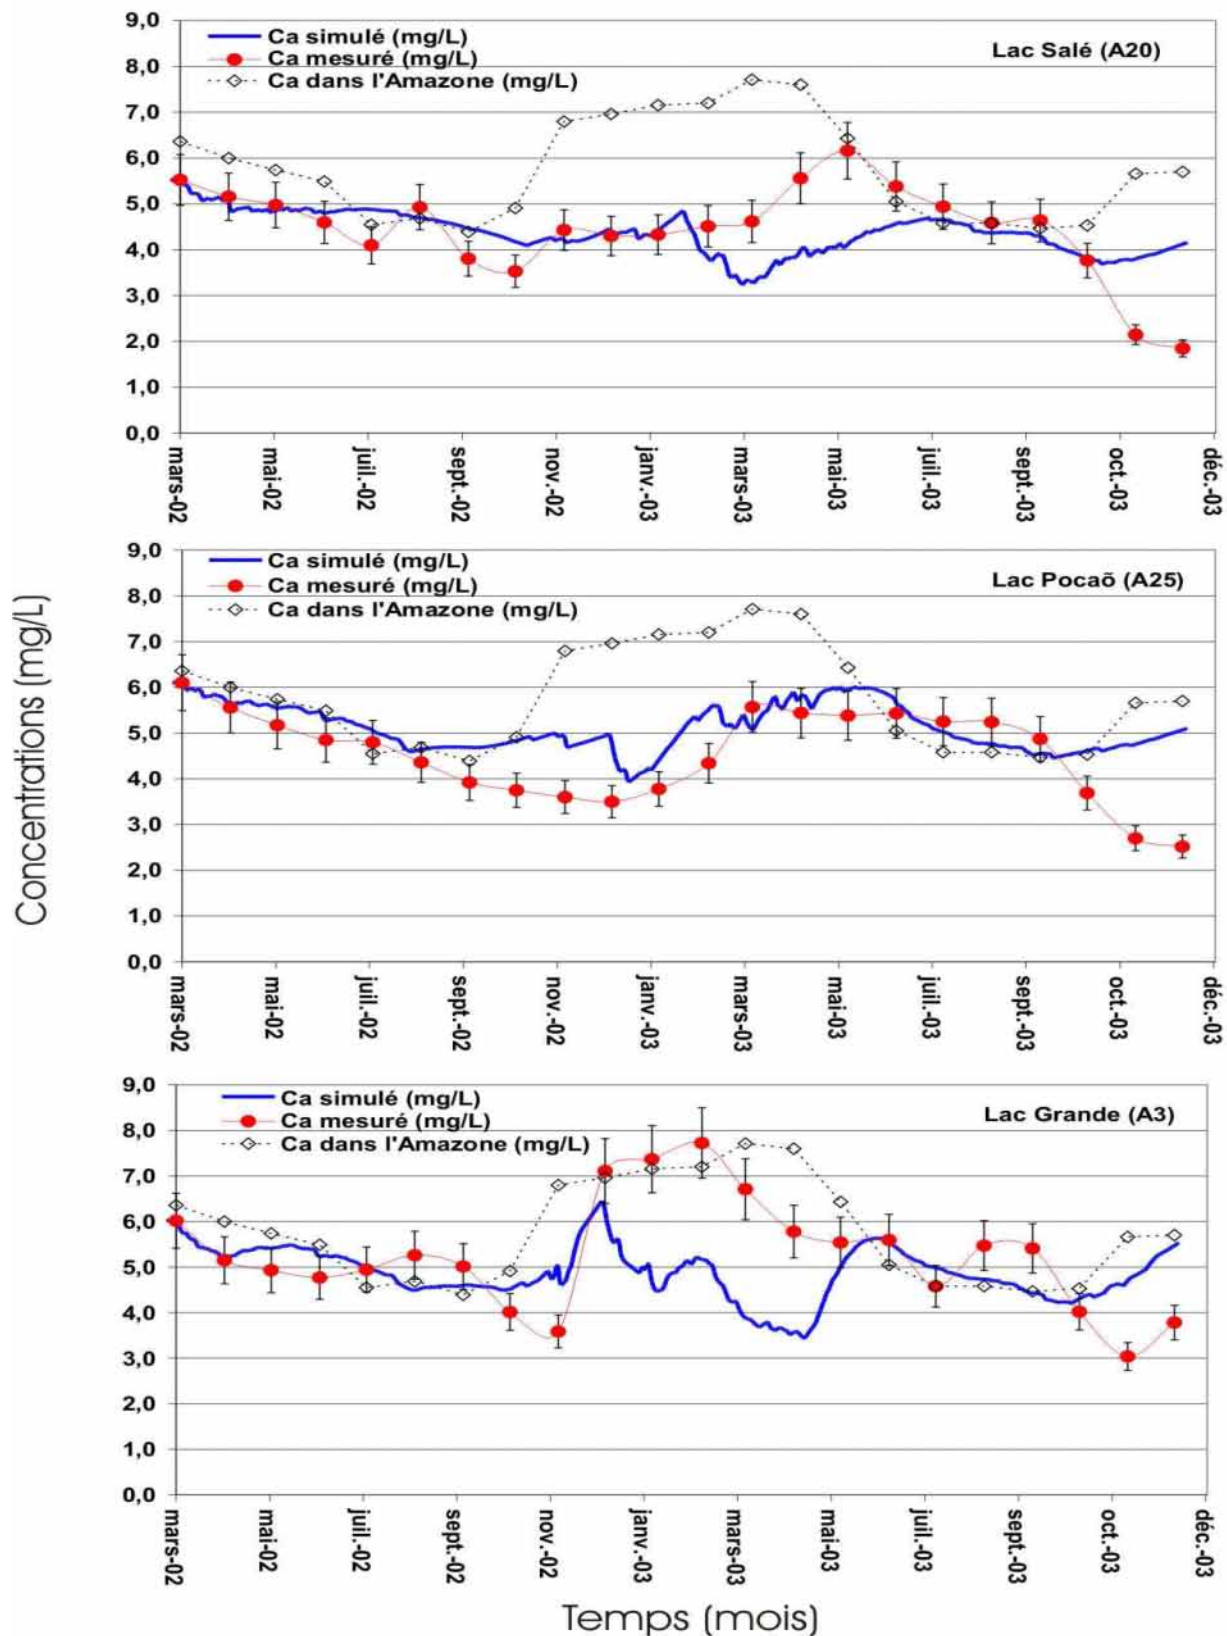 Concentrations (mg/L)
9,0
8,0
7,0
6,0
5,0
4,0
3,0
2,0
1,0
0,0
Ca simulé (mg/L)
Ca mesuré (mg/L)
Ca dans l'Amazone (mg/L)
Lac Salé (A20)
mars-02
mai-02
juil.-02
sept.-02
nov.-02
janv.-03
mars-03
mai-03
juil.-03
sept.-03
oct.-03
déc.-03
9,0
8,0
7,0
6,0
5,0
4,0
3,0
2,0
1,0
0,0
Ca simulé (mg/L)
Ca mesuré (mg/L)
Ca dans l'Amazone (mg/L)
Lac Pocaõ (A25)
mars-02
mai-02
juil.-02
sept.-02
nov.-02
janv.-03
mars-03
mai-03
juil.-03
sept.-03
oct.-03
déc.-03
9,0
8,0
7,0
6,0
5,0
4,0
3,0
2,0
1,0
0,0
Ca simulé (mg/L)
Ca mesuré (mg/L)
Ca dans l'Amazone (mg/L)
Lac Grande (A3)
mars-02
mai-02
juil.-02
sept.-02
nov.-02
janv.-03
mars-03
mai-03
juil.-03
sept.-03
oct.-03
déc.-03
Temps (mois)